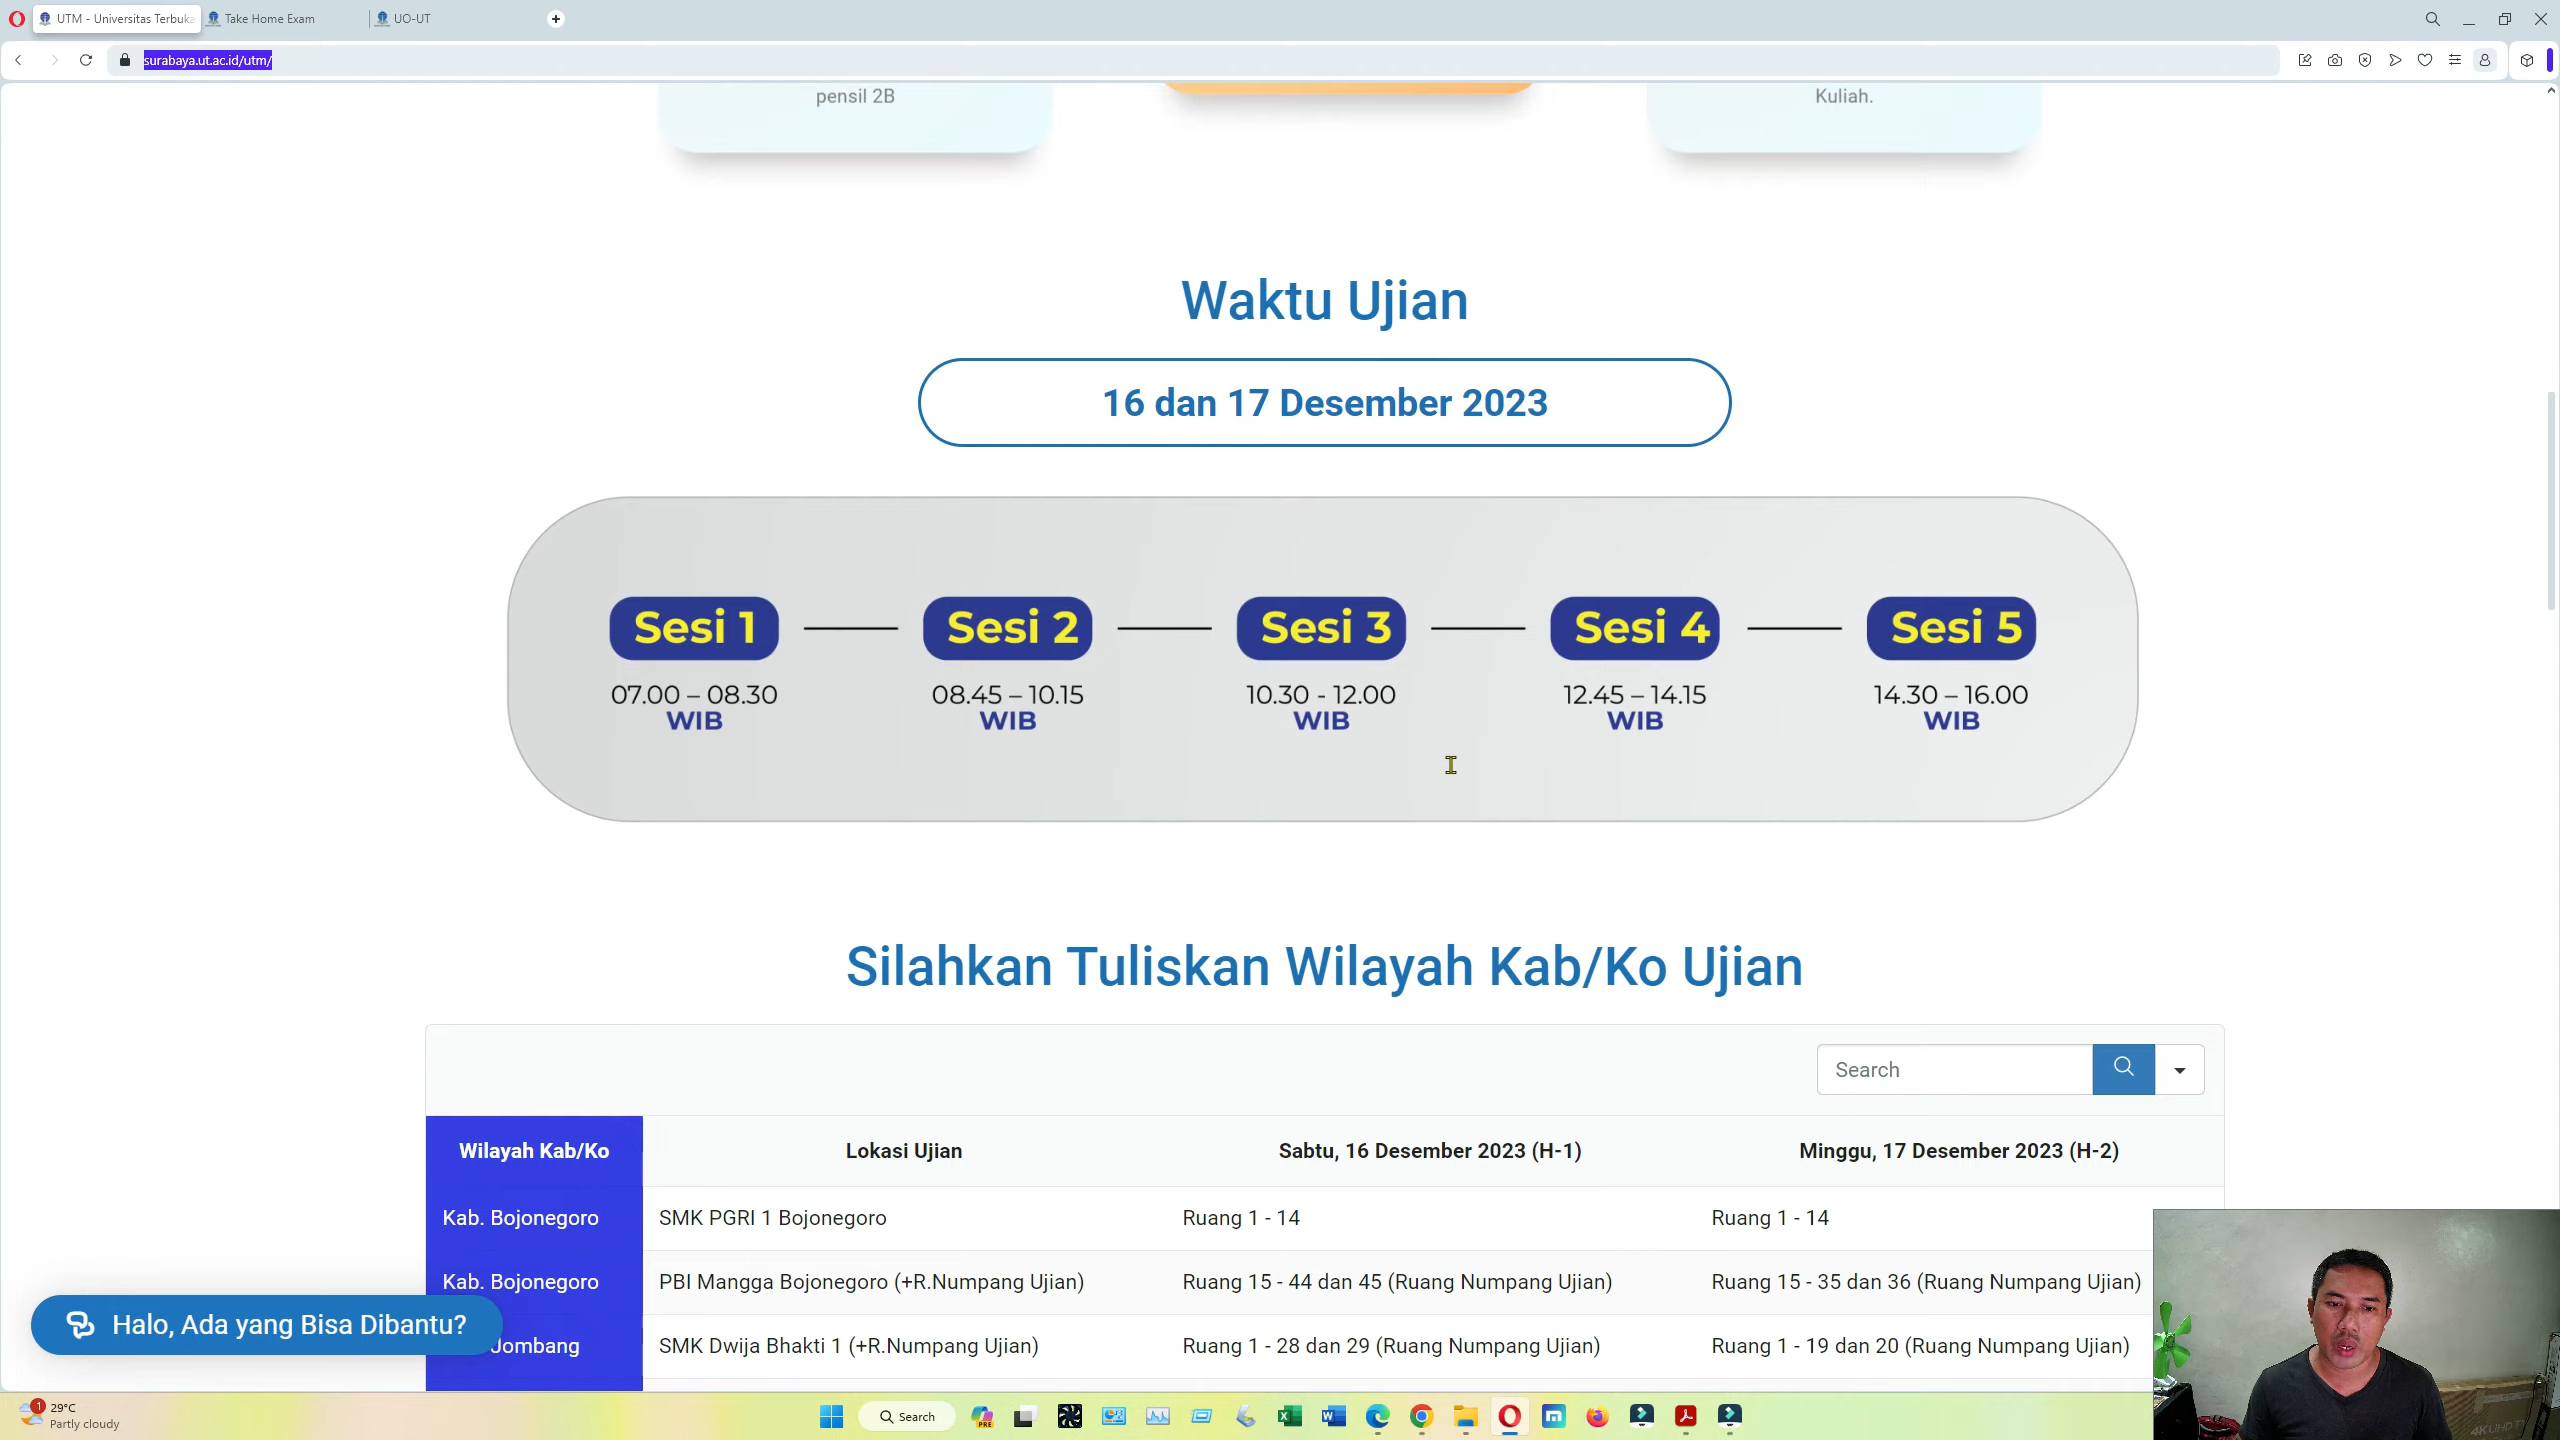 UTM - Universitas Terbuka
Take Home Exam
UO-UT
surabaya.ut.ac.id/utm/
pensil 2B
Kuliah.
Waktu Ujian
16 dan 17 Desember 2023
Sesi 1
Sesi 2
Sesi 3
Sesi 4
Sesi 5
07.00 – 08.30
08.45 – 10.15
10.30 - 12.00
12.45 – 14.15
14.30 – 16.00
WIB
WIB
WIB
WIB
WIB
Silahkan Tuliskan Wilayah Kab/Ko Ujian
Search
Wilayah Kab/Ko
Lokasi Ujian
Sabtu, 16 Desember 2023 (H-1)
Minggu, 17 Desember 2023 (H-2)
Kab. Bojonegoro
SMK PGRI 1 Bojonegoro
Ruang 1 - 14
Ruang 1 - 14
Kab. Bojonegoro
PBI Mangga Bojonegoro (+R.Numpang Ujian)
Ruang 15 - 44 dan 45 (Ruang Numpang Ujian)
Ruang 15 - 35 dan 36 (Ruang Numpang Ujian)
Halo, Ada yang Bisa Dibantu?
Jombang
SMK Dwija Bhakti 1 (+R.Numpang Ujian)
Ruang 1 - 28 dan 29 (Ruang Numpang Ujian)
Ruang 1 - 19 dan 20 (Ruang Numpang Ujian)
1
29°C
Partly cloudy
Search
PRE
4K UHD